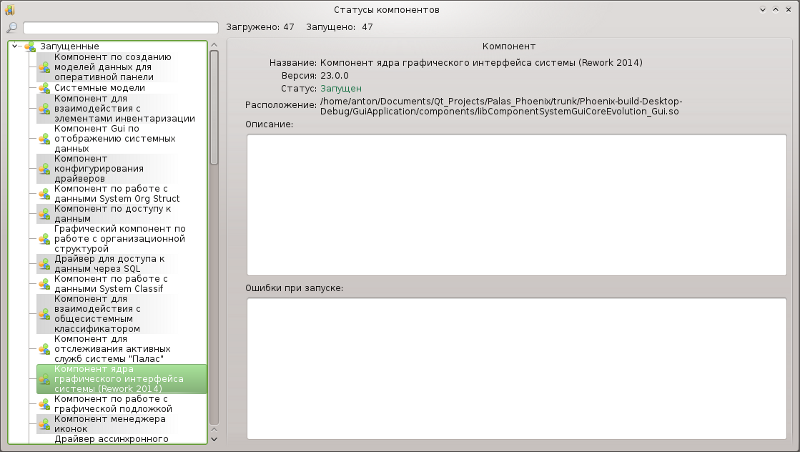 Статусы компонентов
Загружено: 47 Запущено: 47
Запущенные
Компонент по созданию
моделей данных для
оперативной панели
Системные модели
Компонент для
взаимодействия с
элементами инвентаризации
Компонент Gui по
отображению системных
данных
Компонент
конфигурирования
драйверов
Компонент по работе с
данными System Org Struct
Компонент по доступу к
данным
Графический компонент по
работе с организационной
структурой
Драйвер для доступа к
данным через SQL
Компонент по работе с
данными System Classif
Компонент для
взаимодействия с
общесистемным
классификатором
Компонент для
отслеживания активных
служб системы "Палас"
Компонент ядра
графического интерфейса
системы (Rework 2014)
Компонент по работе с
графической подложкой
Компонент менеджера
иконок
Драйвер ассинхронного
Компонент
Название: Компонент ядра графического интерфейса системы (Rework 2014)
Версия: 23.0.0
Статус: Запущен
Расположение: /home/anton/Documents/Qt_Projects/Palas_Phoenix/trunk/Phoenix-build-Desktop-
Debug/GuiApplication/components/libComponentSystemGuiCoreEvolution_Gui.so
Описание:
Ошибки при запуске: